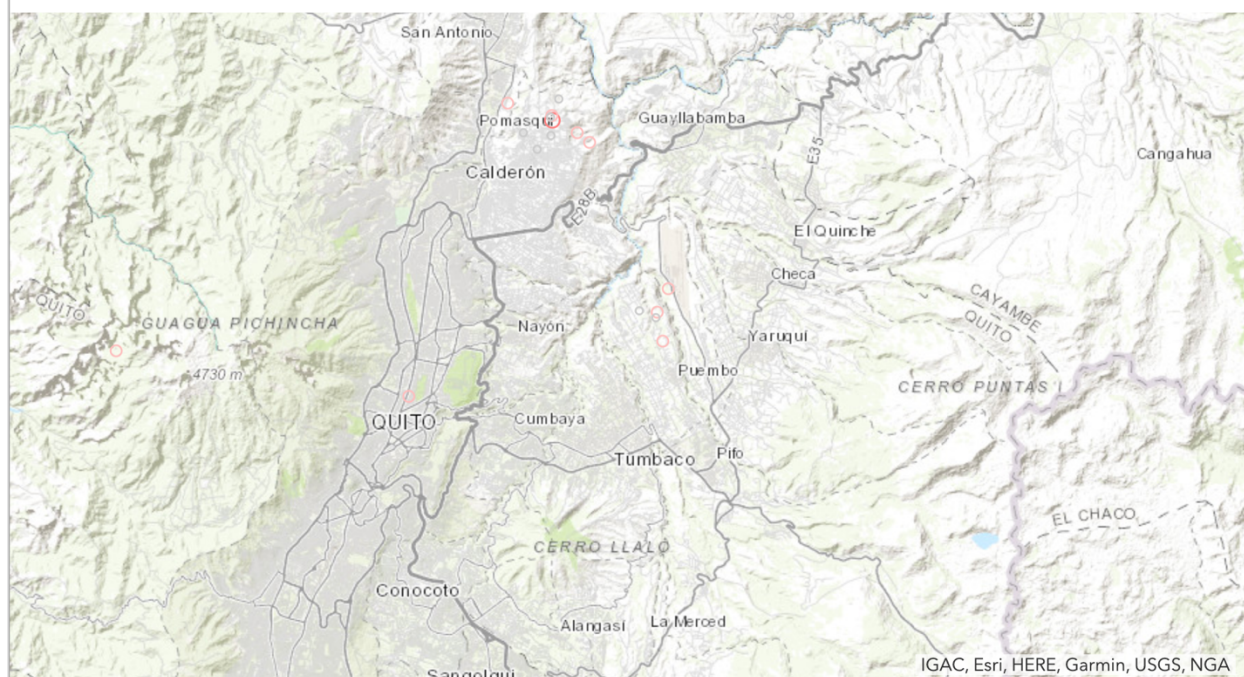 San Antonio
Pomasqui
Guayllabamba
E35
Cangahua
Calderón
E28B
El Quinche
Checa
CAYAMBE
QUITO
QUITO
GUAGUA PICHINCHA
Nayón
Yaruquí
4730 m
Puembo
CERRO PUNTAS I
QUITO
Cumbaya
Tumbaco
Pifo
EL CHACO
CERRO LLALÓ
Conocoto
Alangasí
La Merced
Sangolquí
IGAC, Esri, HERE, Garmin, USGS, NGA